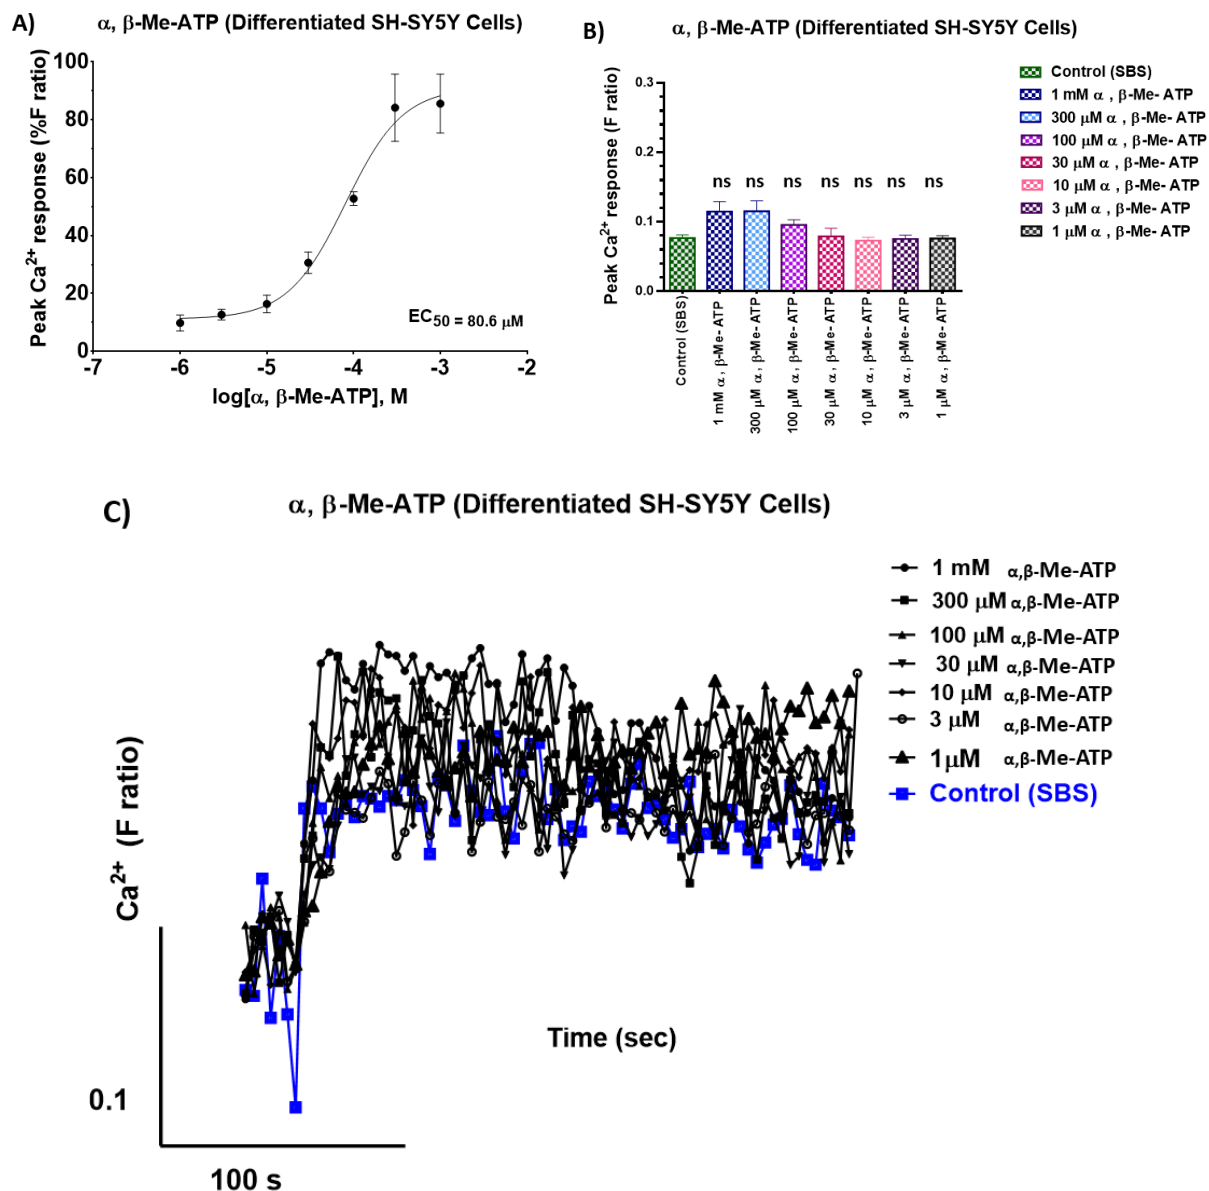 A)
α, β-Me-ATP (Differentiated SH-SY5Y Cells)
Peak Ca2+ response (%F ratio)
100
80
60
40
20
0
-7
-6
-5
-4
-3
-2
EC50 = 80.6 μM
log[α, β-Me-ATP], M
B)
α, β-Me-ATP (Differentiated SH-SY5Y Cells)
Peak Ca2+ response (F ratio)
0.3
0.2
0.1
0.0
ns
ns
ns
ns
ns
ns
ns
Control (SBS)
1 mM α , β-Me- ATP
300 μM α , β-Me- ATP
100 μM α , β-Me- ATP
30 μM α , β-Me- ATP
10 μM α , β-Me- ATP
3 μM α , β-Me- ATP
1 μM α , β-Me- ATP
Control (SBS)
1 mM α , β-Me- ATP
300 μM α , β-Me- ATP
100 μM α , β-Me- ATP
30 μM α , β-Me- ATP
10 μM α , β-Me- ATP
3 μM α , β-Me- ATP
1 μM α , β-Me- ATP
C)
α, β-Me-ATP (Differentiated SH-SY5Y Cells)
Ca2+ (F ratio)
0.1
100 s
Time (sec)
1 mM α,β-Me-ATP
300 μM α,β-Me-ATP
100 μM α,β-Me-ATP
30 μM α,β-Me-ATP
10 μM α,β-Me-ATP
3 μM α,β-Me-ATP
1μM α,β-Me-ATP
Control (SBS)